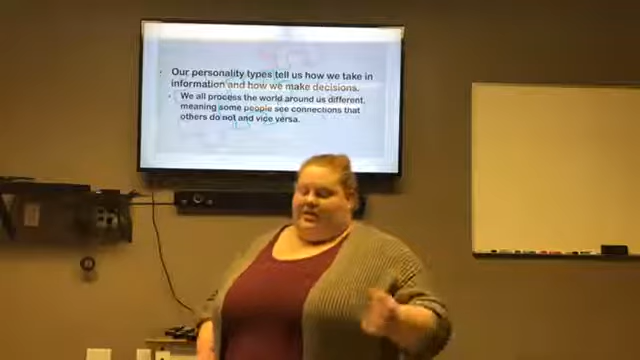 Our personality types tell us how we take in
information and how we make decisions.
We all process the world around us different,
meaning some people see connections that
others do not and vice versa.